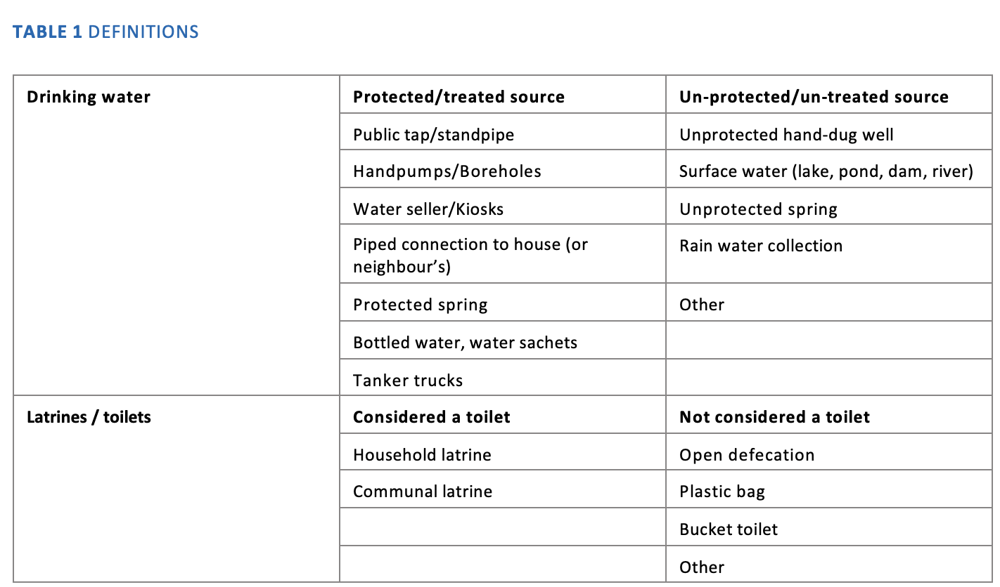 TABLE 1 DEFINITIONS
Drinking water
Protected/treated source
Un-protected/un-treated source
Public tap/standpipe
Unprotected hand-dug well
Handpumps/Boreholes
Surface water (lake, pond, dam, river)
Water seller/Kiosks
Unprotected spring
Piped connection to house (or
neighbour’s)
Rain water collection
Protected spring
Other
Bottled water, water sachets
Tanker trucks
Latrines / toilets
Considered a toilet
Not considered a toilet
Household latrine
Open defecation
Communal latrine
Plastic bag
Bucket toilet
Other